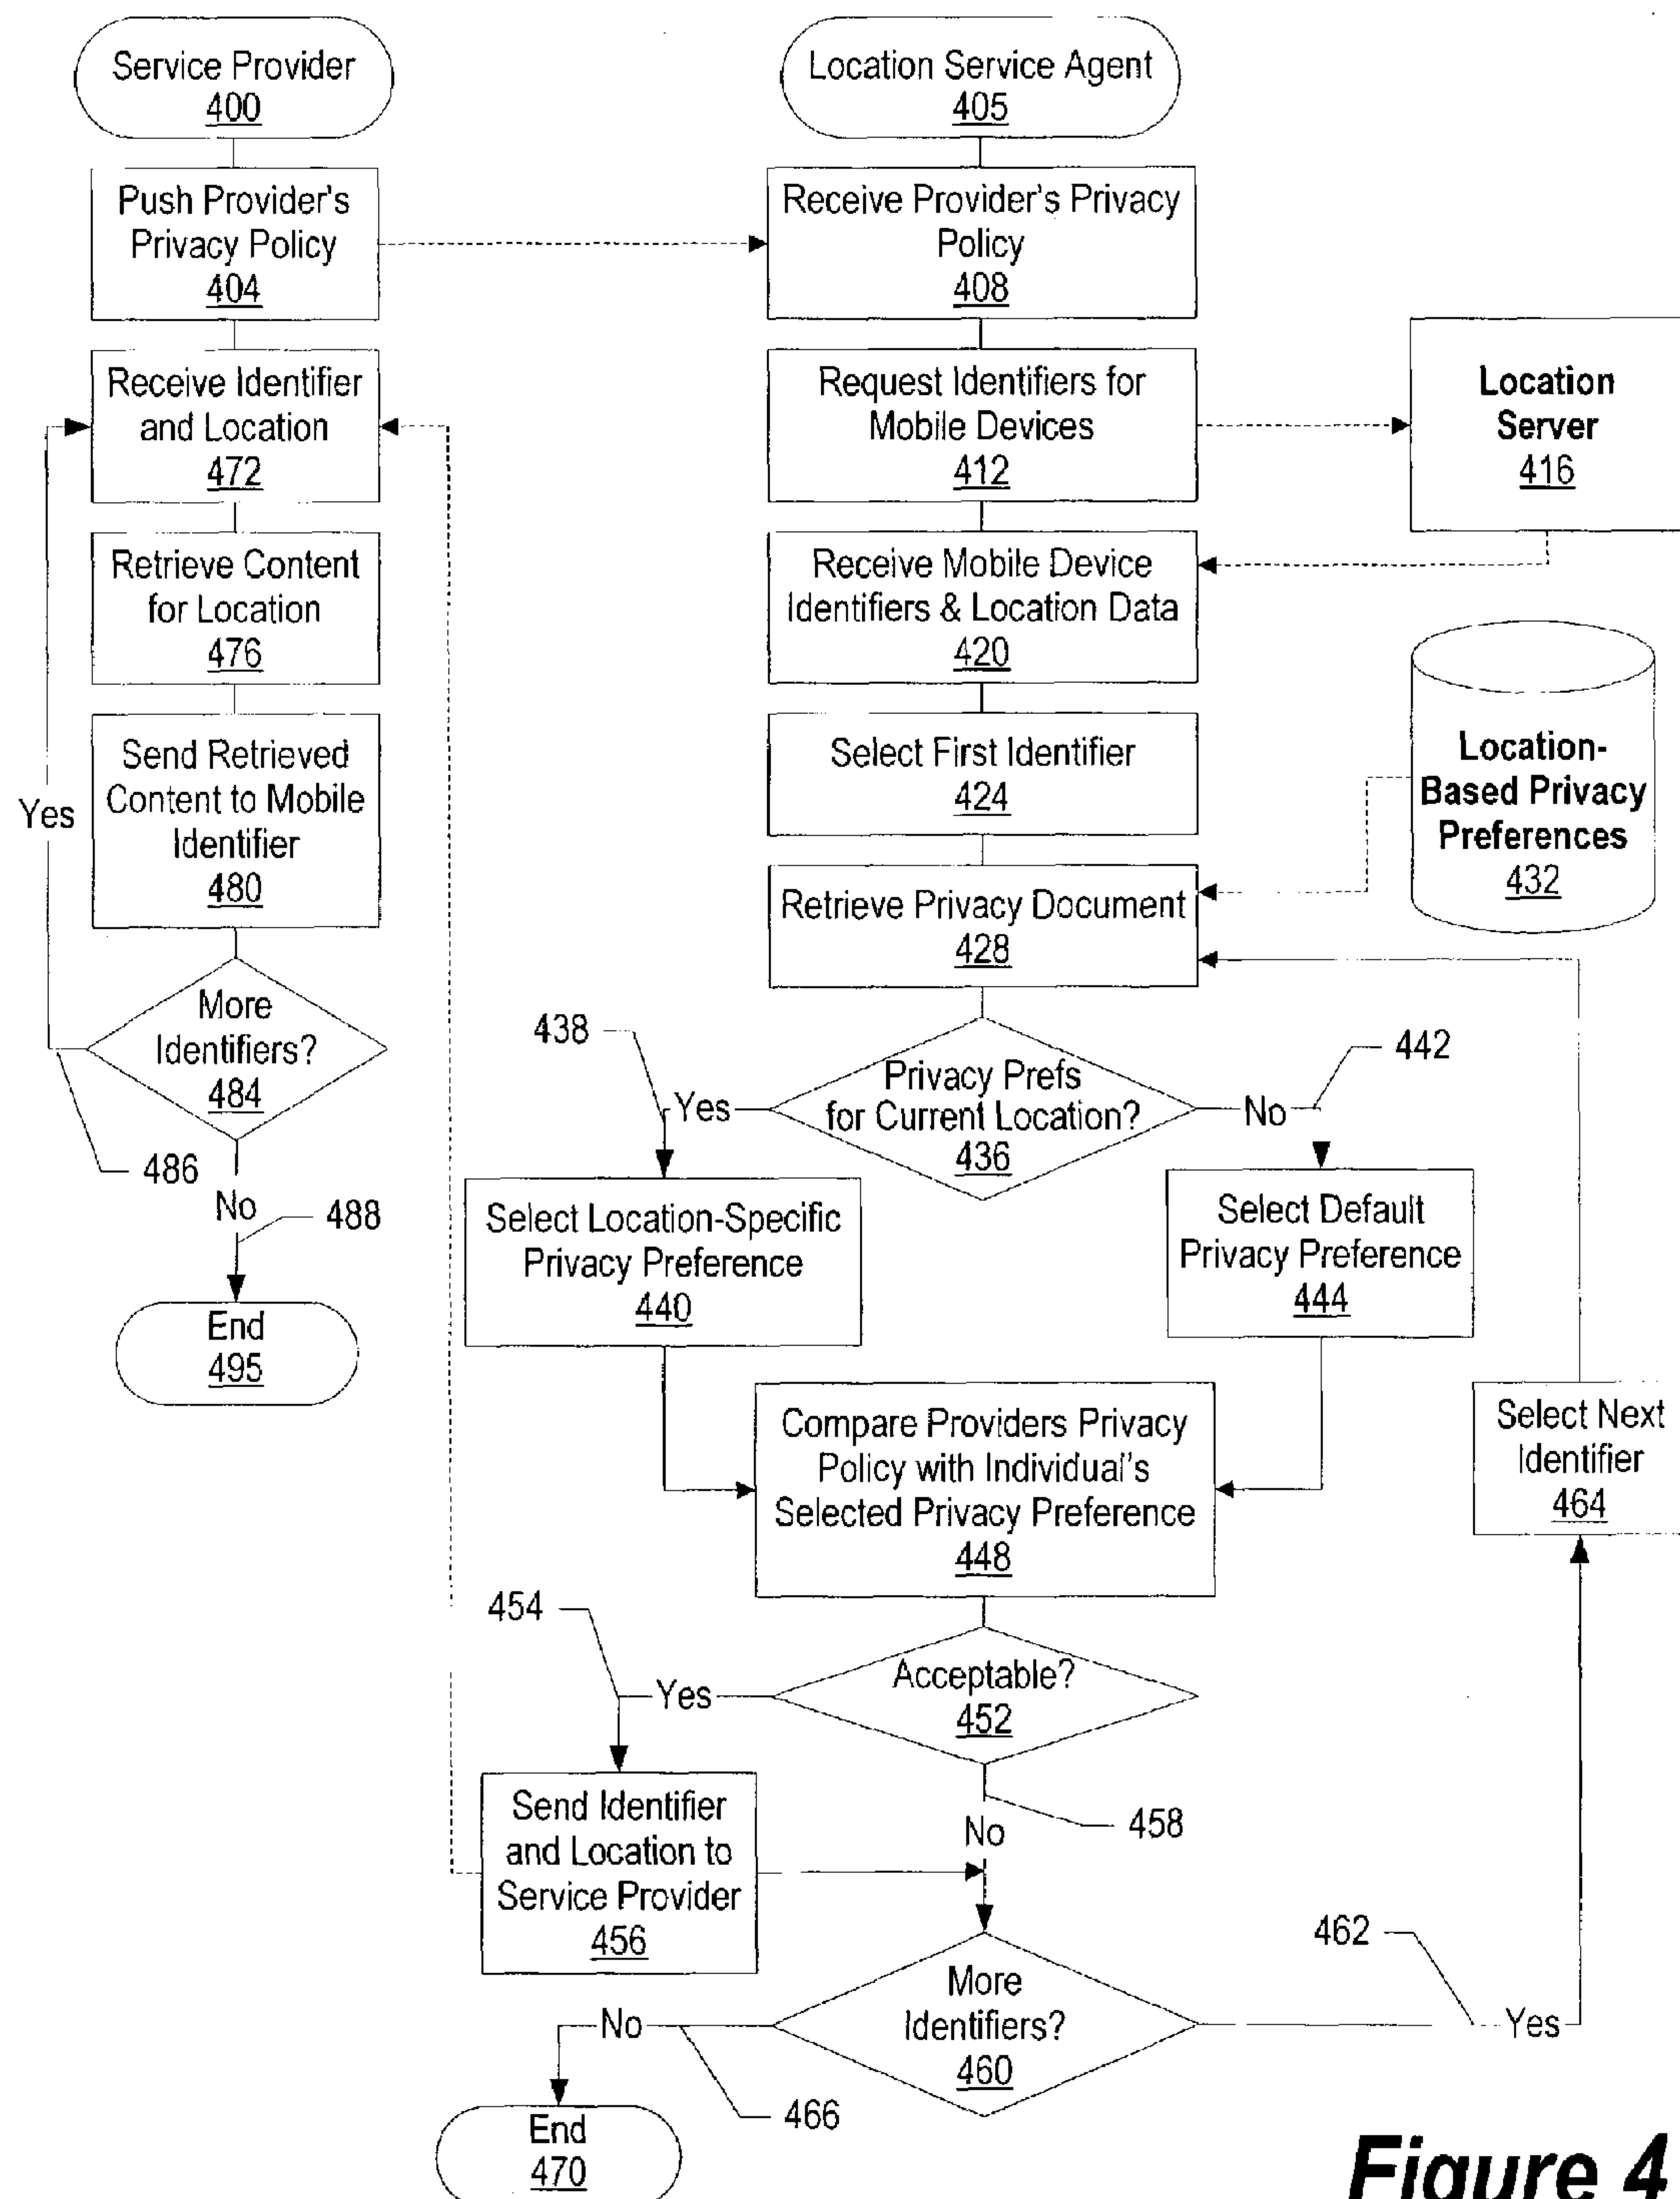 Service Provider
400
Push Provider's
Privacy Policy
404
Receive Identifier
and Location
472
Retrieve Content
for Location
476
Send Retrieved
Content to Mobile
Identifier
480
Yes
More
Identifiers?
484
486
No
488
End
495
Location Service Agent
405
Receive Provider's Privacy
Policy
408
Request Identifiers for
Mobile Devices
412
Location
Server
416
Receive Mobile Device
Identifiers & Location Data
420
Select First Identifier
424
Location-
Based Privacy
Preferences
432
Retrieve Privacy Document
428
438
Yes
Privacy Prefs
for Current Location?
436
No
442
Select Location-Specific
Privacy Preference
440
Select Default
Privacy Preference
444
Compare Providers Privacy
Policy with Individual's
Selected Privacy Preference
448
Select Next
Identifier
464
454
Yes
Acceptable?
452
No
458
Send Identifier
and Location to
Service Provider
456
More
Identifiers?
460
462
Yes
No
466
End
470
Figure 4